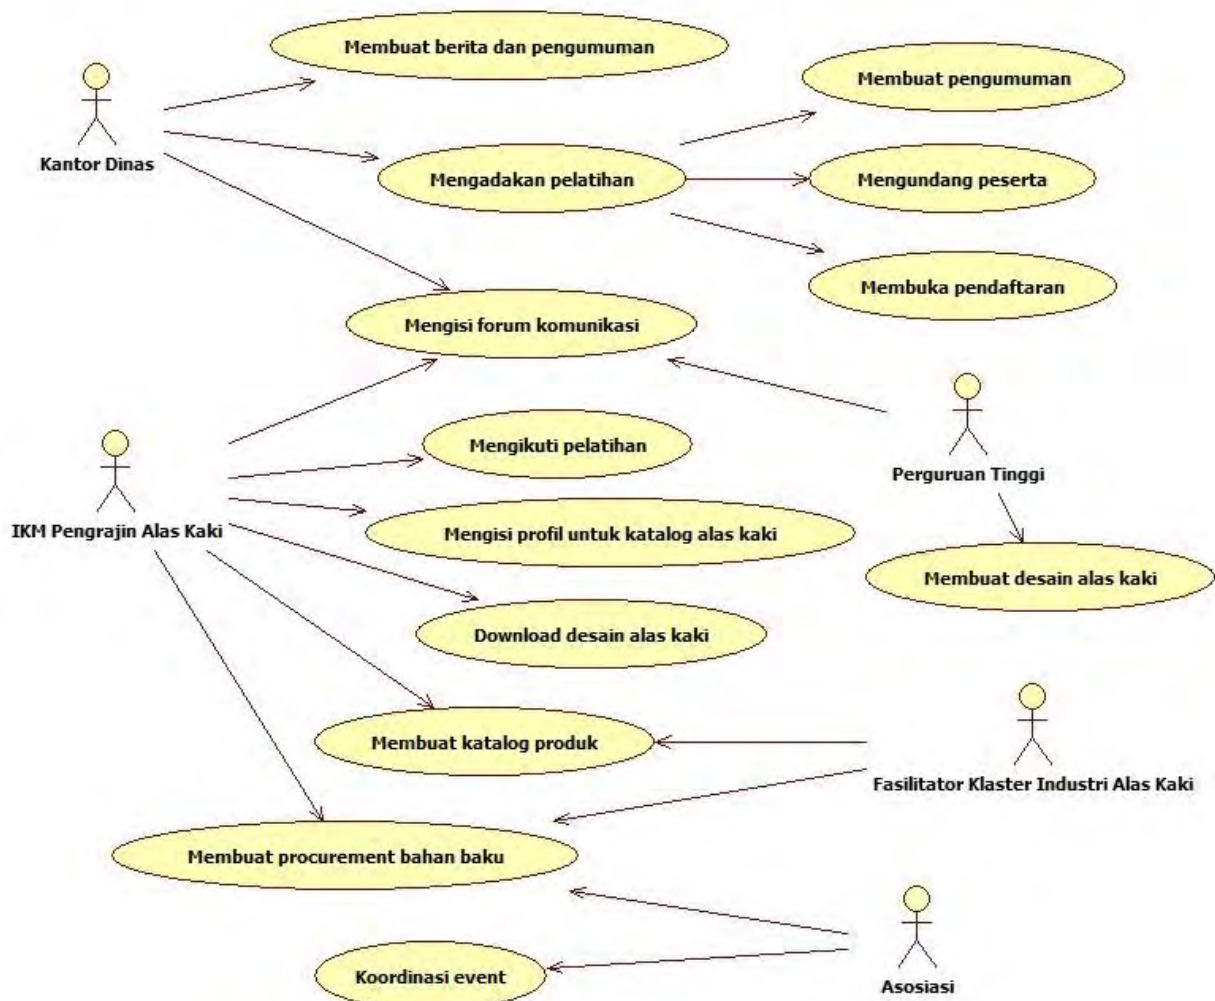 Membuat berita dan pengumuman
Membuat pengumuman
Kantor Dinas
Mengadakan pelatihan
Mengundang peserta
Membuka pendaftaran
Mengisi forum komunikasi
Mengikuti pelatihan
Perguruan Tinggi
IKM Pengrajin Alas Kaki
Mengisi profil untuk katalog alas kaki
Membuat desain alas kaki
Download desain alas kaki
Membuat katalog produk
Fasilitator Klaster Industri Alas Kaki
Membuat procurement bahan baku
Koordinasi event
Asosiasi